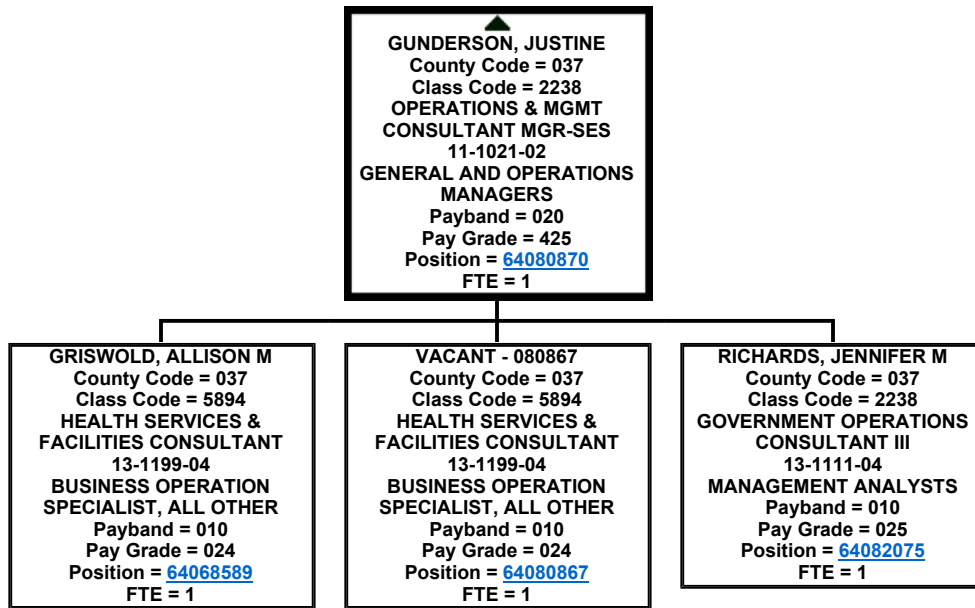 GUNDERSON, JUSTINE
County Code = 037
Class Code = 2238
OPERATIONS & MGMT
CONSULTANT MGR-SES
11-1021-02
GENERAL AND OPERATIONS
MANAGERS
Payband = 020
Pay Grade = 425
Position = 64080870
FTE = 1
GRISWOLD, ALLISON M
County Code = 037
Class Code = 5894
HEALTH SERVICES &
FACILITIES CONSULTANT
13-1199-04
BUSINESS OPERATION
SPECIALIST, ALL OTHER
Payband = 010
Pay Grade = 024
Position = 64068589
FTE = 1
VACANT - 080867
County Code = 037
Class Code = 5894
HEALTH SERVICES &
FACILITIES CONSULTANT
13-1199-04
BUSINESS OPERATION
SPECIALIST, ALL OTHER
Payband = 010
Pay Grade = 024
Position = 64080867
FTE = 1
RICHARDS, JENNIFER M
County Code = 037
Class Code = 2238
GOVERNMENT OPERATIONS
CONSULTANT III
13-1111-04
MANAGEMENT ANALYSTS
Payband = 010
Pay Grade = 025
Position = 64082075
FTE = 1